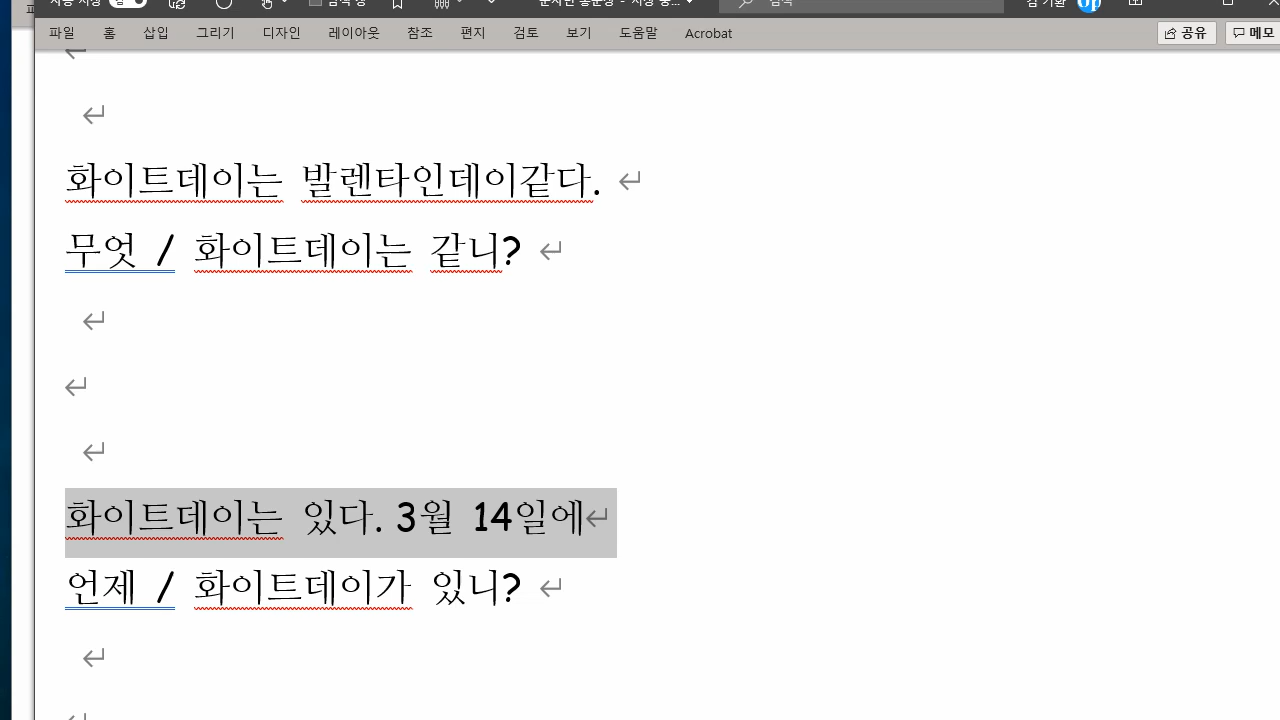 검색
파일 홈 삽입 그리기 디자인 레이아웃 참조 편지 검토 보기 도움말 Acrobat 공유 메모
화이트데이는 발렌타인데이같다.
무엇 / 화이트데이는 같니?
화이트데이는 있다. 3월 14일에
언제 / 화이트데이가 있니?